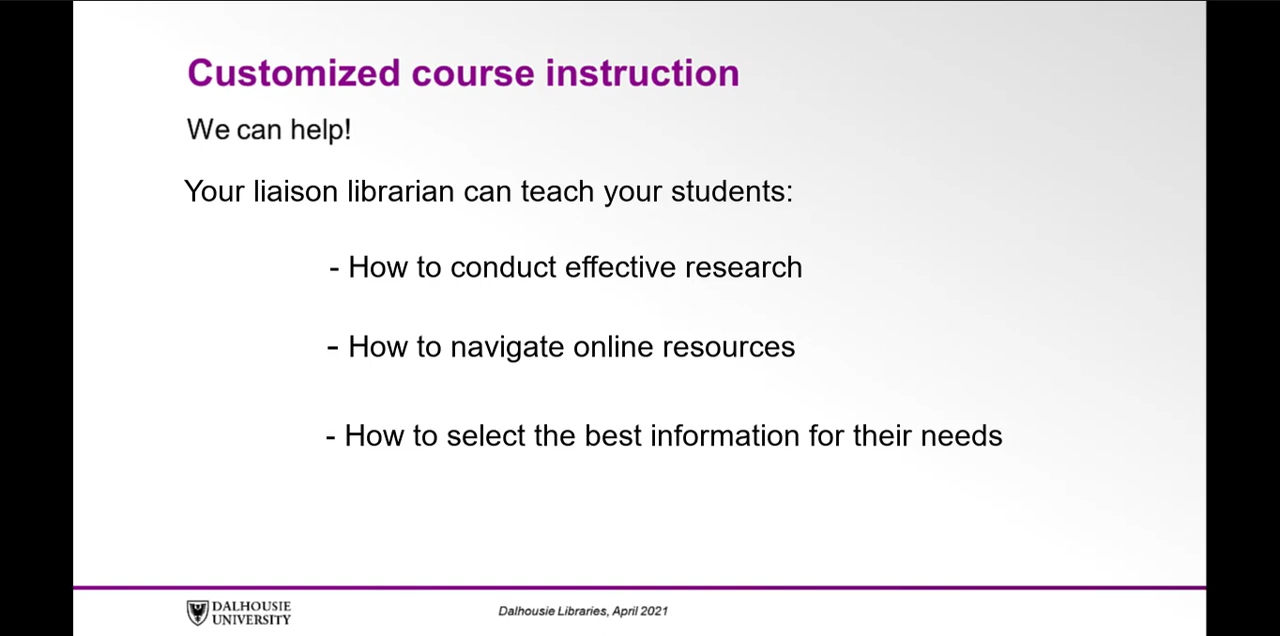 Customized course instruction
We can help!
Your liaison librarian can teach your students:
- How to conduct effective research
- How to navigate online resources
- How to select the best information for their needs
DALHOUSIE
UNIVERSITY
Dalhousie Libraries, April 2021